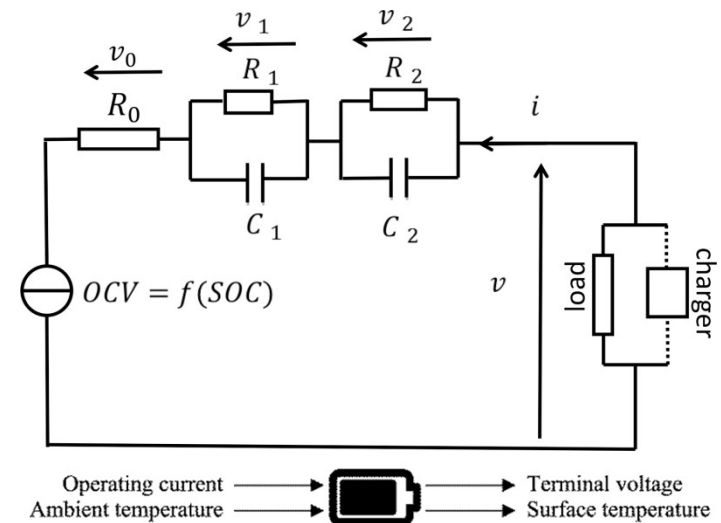 v₀
v₁
v₂
R₀
R₁
R₂
i
C₁
C₂
OCV = f(SOC)
v
load
charger
Operating current
Ambient temperature
Terminal voltage
Surface temperature